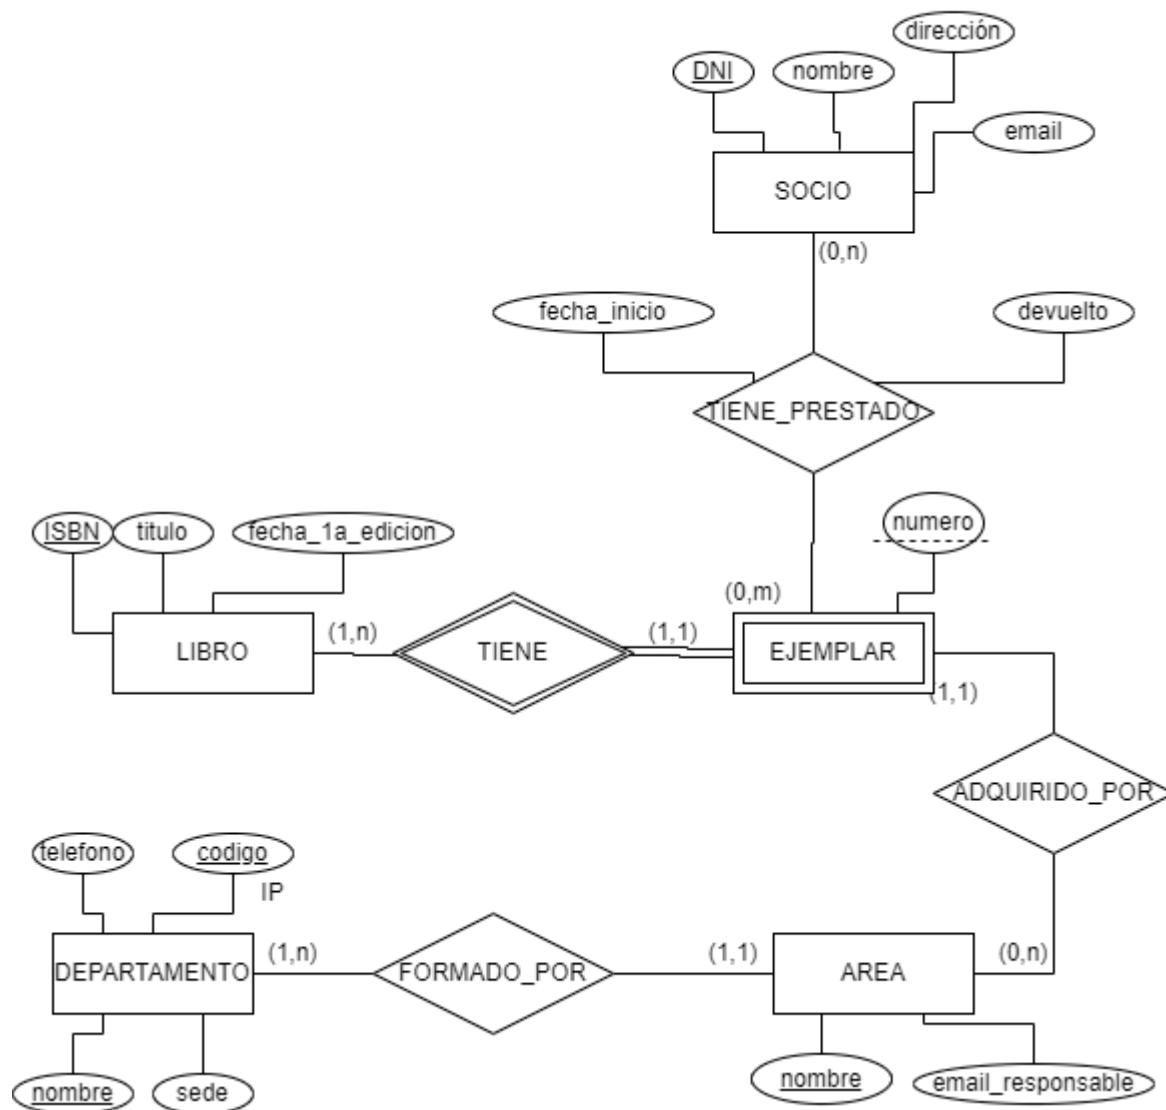 dirección
DNI
nombre
email
SOCIO
(0,n)
fecha_inicio
devuelto
TIENE_PRESTADO
ISBN
titulo
fecha_1a_edicion
numero
(0,m)
(1,n)
(1,1)
LIBRO
TIENE
EJEMPLAR
(1,1)
ADQUIRIDO_POR
telefono
codigo
IP
(1,n)
(1,1)
(0,n)
DEPARTAMENTO
FORMADO_POR
AREA
nombre
sede
nombre
email_responsable